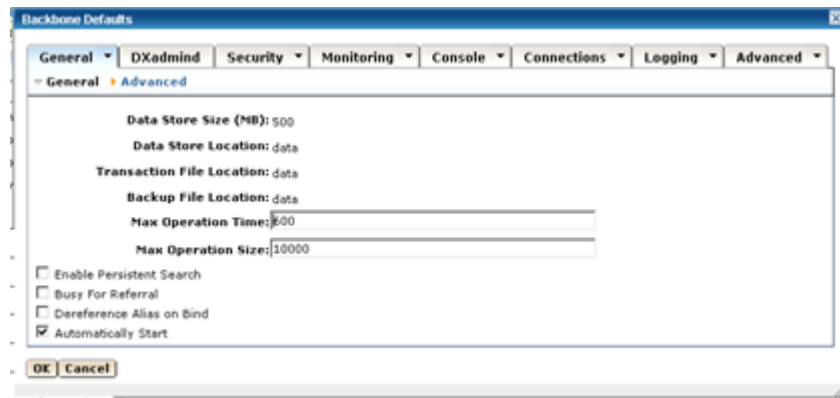 Backbone Defaults
General DXadmind Security Monitoring Console Connections Logging Advanced
General Advanced
Data Store Size (MB): 500
Data Store Location: data
Transaction File Location: data
Backup File Location: data
Max Operation Time: 600
Max Operation Size: 10000
Enable Persistent Search
Busy For Referral
Dereference Alias on Bind
Automatically Start
OK Cancel